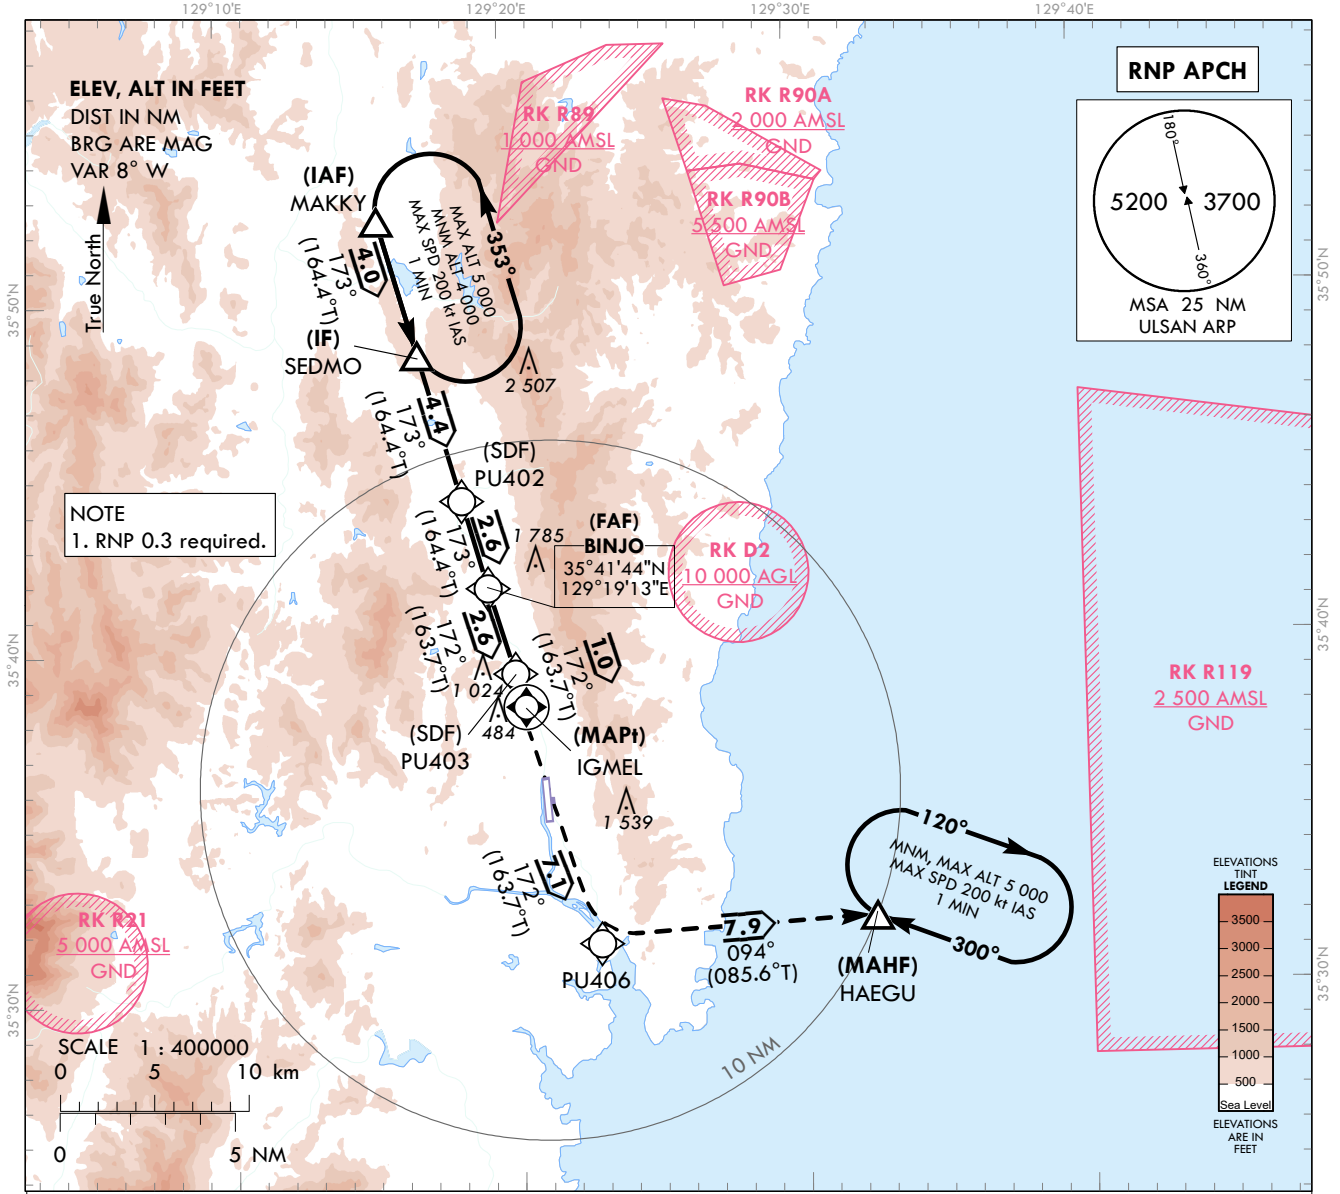 129°10'E
129°20'E
129°30'E
129°40'E
ELEV, ALT IN FEET
DIST IN NM
BRG ARE MAG
VAR 8° W
True North
RNP APCH
180°
5200
3700
360°
MSA 25 NM
ULSAN ARP
RK R89
1 000 AMSL
GND
RK R90A
2 000 AMSL
GND
RK R90B
5 500 AMSL
GND
(IAF)
MAKKY
4.0
173°
(164.4°T)
353°
MAX ALT 5 000
MNM ALT 4 000
MAX SPD 200 kt IAS
1 MIN
(IF)
SEDMO
2 507
35°50'N
35°50'N
4.4
173°
(164.4°T)
(SDF)
PU402
NOTE
1. RNP 0.3 required.
2.6
173°
(164.4°T)
1 785
(FAF)
BINJO
35°41'44"N
129°19'13"E
RK D2
10 000 AGL
GND
2.6
172°
(163.7°T)
1 024
1.0
172°
(163.7°T)
484
(SDF)
PU403
(MAPt)
IGMEL
35°40'N
35°40'N
RK R119
2 500 AMSL
GND
1 539
7.1
172°
(163.7°T)
120°
MNM, MAX ALT 5 000
MAX SPD 200 kt IAS
1 MIN
300°
7.9
094°
(085.6°T)
PU406
(MAHF)
HAEGU
RK R21
5 000 AMSL
GND
35°30'N
35°30'N
10 NM
SCALE 1 : 400000
0 5 10 km
0 5 NM
ELEVATIONS
TINT
LEGEND
3500
3000
2500
2000
1500
1000
500
Sea Level
ELEVATIONS
ARE IN
FEET